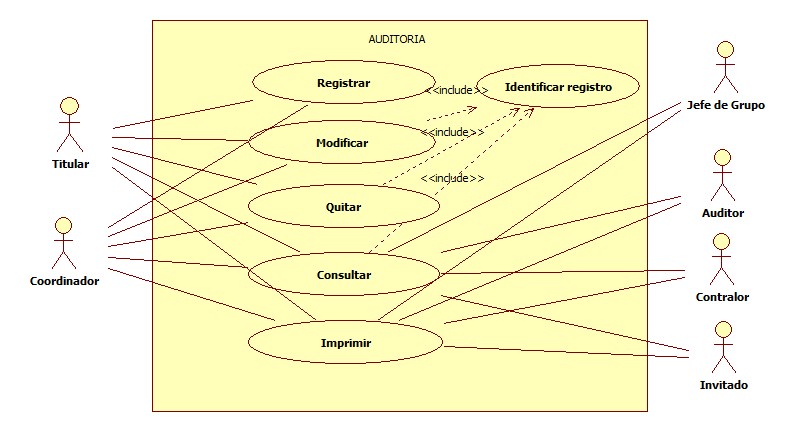 AUDITORIA
Registrar
<<include>>
Identificar registro
Jefe de Grupo
<<include>>
Modificar
Titular
<<include>>
Quitar
Auditor
Coordinador
Consultar
Contralor
Imprimir
Invitado